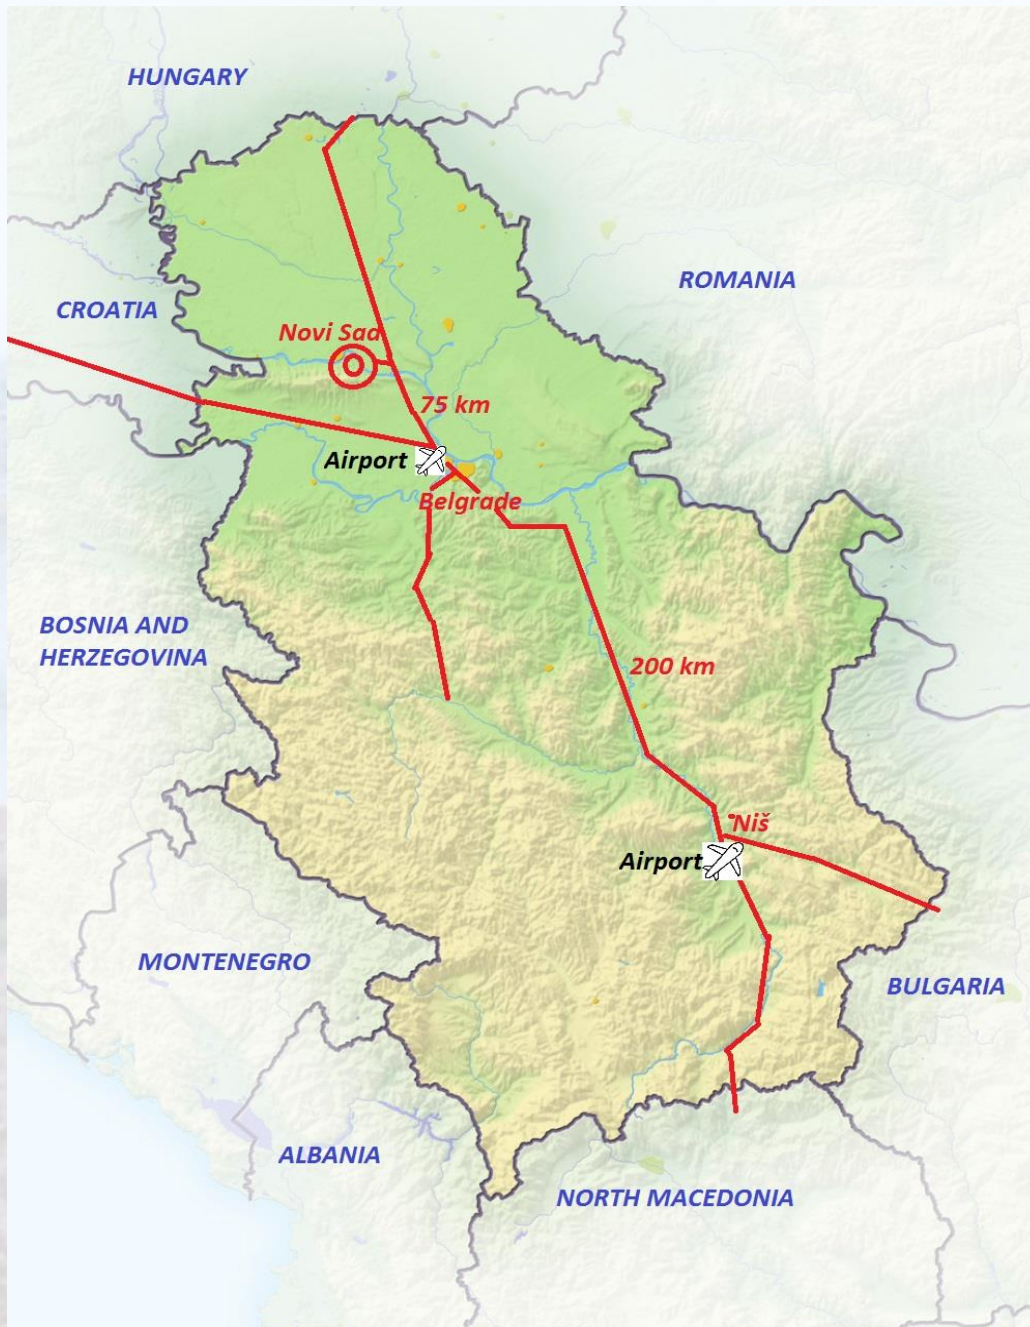 HUNGARY
ROMANIA
CROATIA
Novi Sad
75 km
Airport
Belgrade
BOSNIA AND
HERZEGOVINA
200 km
Niš
Airport
MONTENEGRO
BULGARIA
ALBANIA
NORTH MACEDONIA